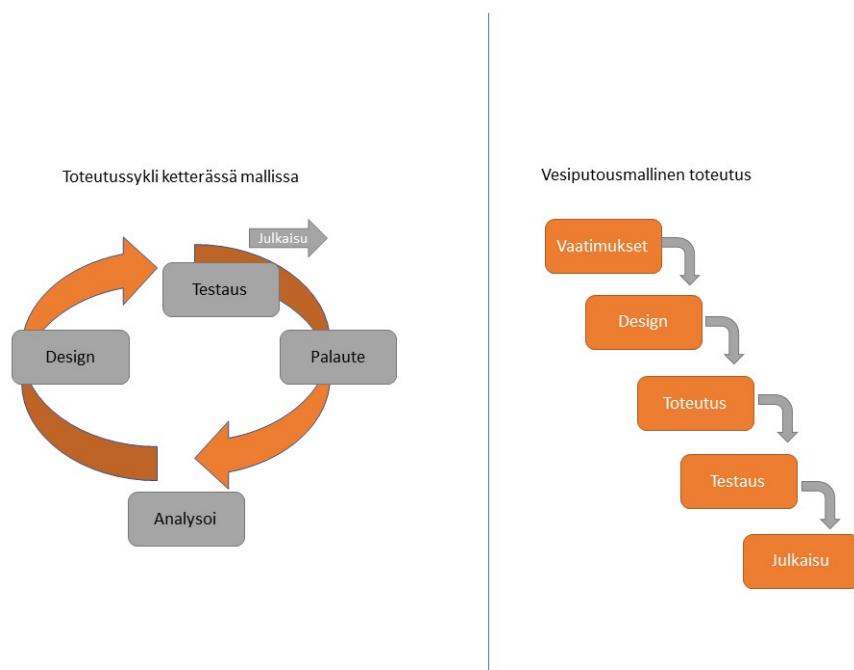 Toteutussykli ketterässä mallissa
Julkaisu
Testaus
Design
Palaute
Analysoi
Vesiputousmallinen toteutus
Vaatimukset
Design
Toteutus
Testaus
Julkaisu